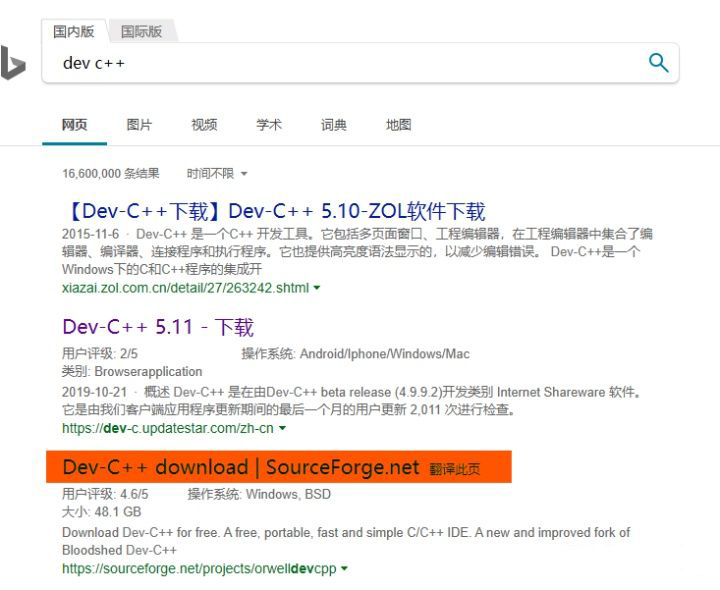 国内版 国际版
dev c++
网页 图片 视频 学术 词典 地图
16,600,000 条结果 时间不限
【Dev-C++下载】Dev-C++ 5.10-ZOL软件下载
2015-11-6 · Dev-C++ 是一个C++ 开发工具。它包括多页面窗口、工程编辑器，在工程编辑器中集合了编
辑器、编译器、连接程序和执行程序。它也提供高亮度语法显示的，以减少编辑错误。 Dev-C++是一个
Windows下的C和C++程序的集成开
xiazai.zol.com.cn/detail/27/263242.shtml
Dev-C++ 5.11 - 下载
用户评级: 2/5 操作系统: Android/Iphone/Windows/Mac
类别: Browserapplication
2019-10-21 · 概述 Dev-C++ 是在由Dev-C++ beta release (4.9.9.2)开发类别 Internet Shareware 软件。
它是由我们客户端应用程序更新期间的最后一个月的用户更新 2,011 次进行检查。
https://dev-c.updatestar.com/zh-cn
Dev-C++ download | SourceForge.net 翻译此页
用户评级: 4.6/5 操作系统: Windows, BSD
大小: 48.1 GB
Download Dev-C++ for free. A free, portable, fast and simple C/C++ IDE. A new and improved fork of
Bloodshed Dev-C++
https://sourceforge.net/projects/orwelldevcpp